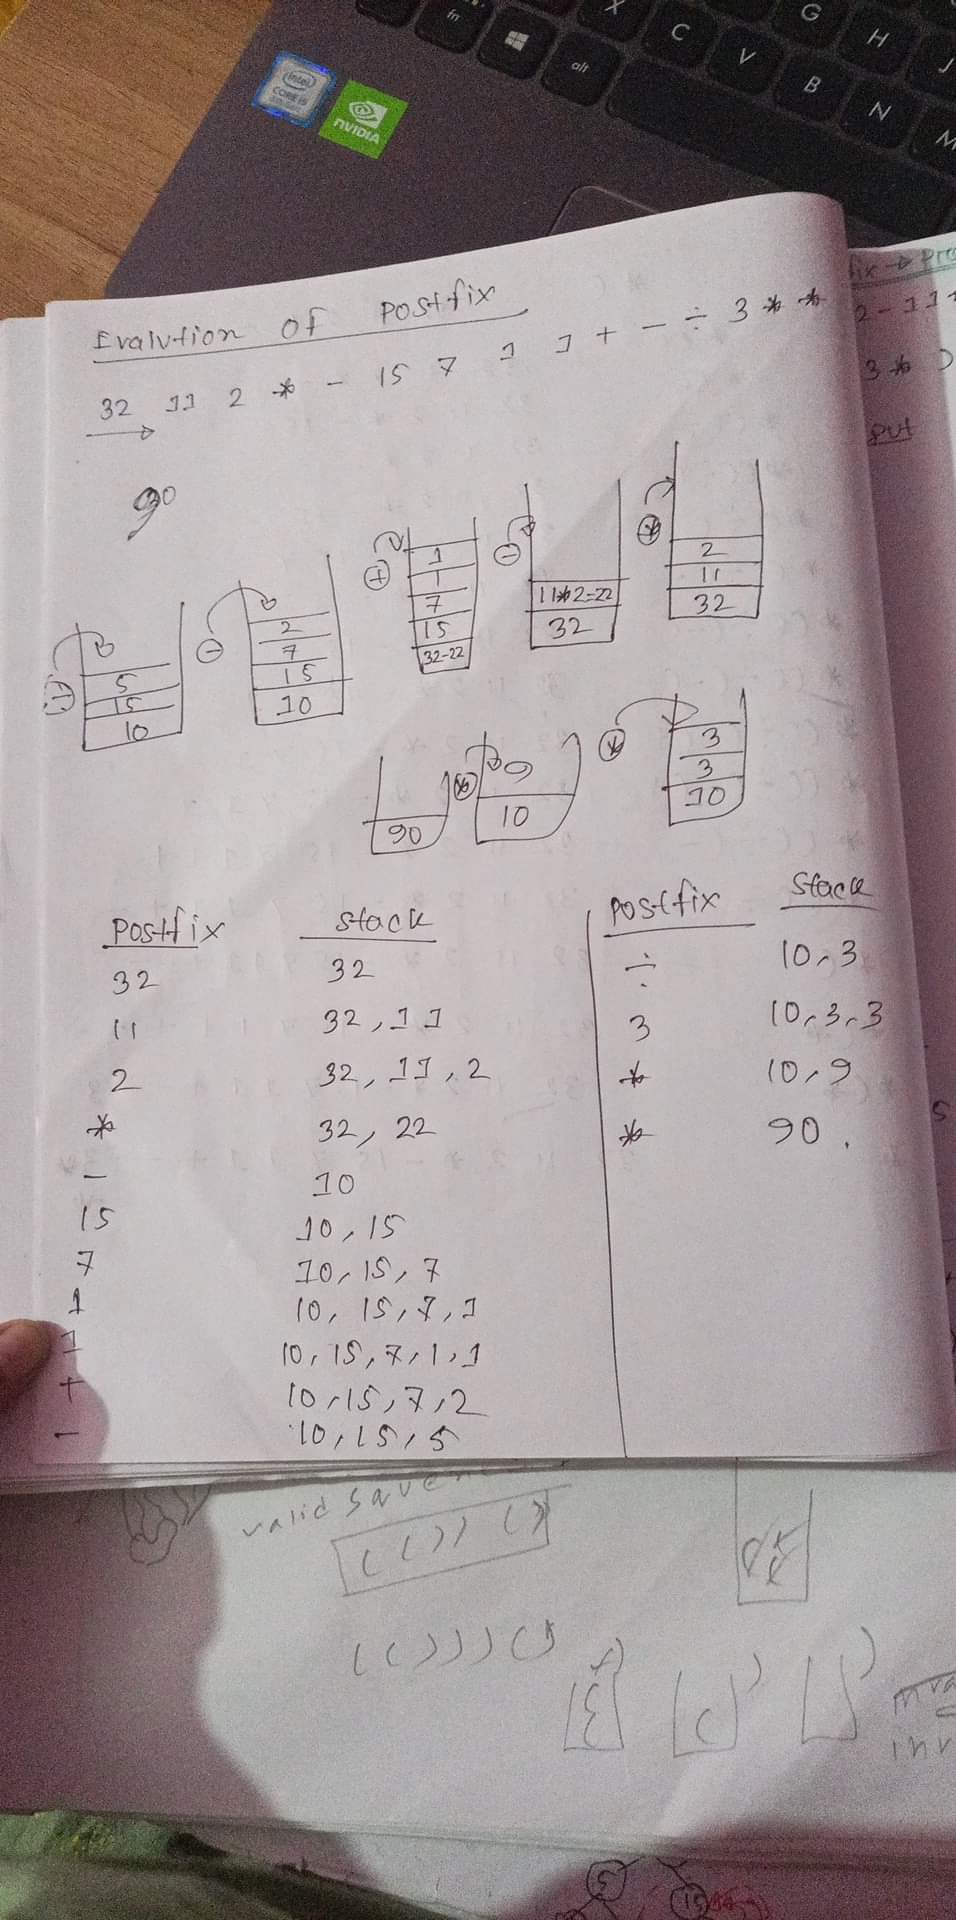 fn
alt
X
C
V
G
B
H
N
J
M
intel
CORE i5
NVIDIA
Evalution of Postfix
32 11 2 * - 15 7 1 1 + - ÷ 3 * *
2 - 11 +
3 *
put
90
5
15
10
-
2
7
15
10
+
1
1
7
15
32-22
-
11*2=22
32
*
2
11
32
90
*
9
10
*
3
3
10
Postfix Stack
32 32
11 32, 11
2 32, 11, 2
* 32, 22
- 10
15 10, 15
7 10, 15, 7
1 10, 15, 7, 1
1 10, 15, 7, 1, 1
+ 10, 15, 7, 2
- 10, 15, 5
Postfix Stack
÷ 10, 3
3 10, 3, 3
* 10, 9
* 90.
valid
( ( ) ) ( )
( ( ) ) ) ( )
5
15